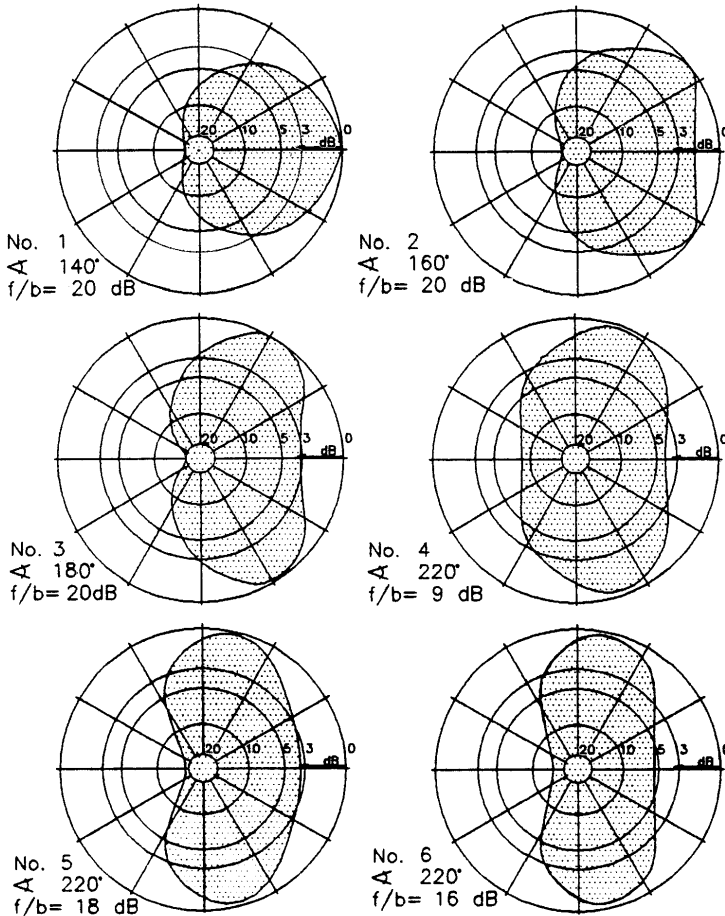 20 10 5 3 0
dB
No. 1
∢ 140°
f/b= 20 dB
20 10 5 3 0
dB
No. 2
∢ 160°
f/b= 20 dB
20 10 5 3 0
dB
No. 3
∢ 180°
f/b= 20dB
20 10 5 3 0
dB
No. 4
∢ 220°
f/b= 9 dB
20 10 5 3 0
dB
No. 5
∢ 220°
f/b= 18 dB
20 10 5 3
dB
No. 6
∢ 220°
f/b= 16 dB